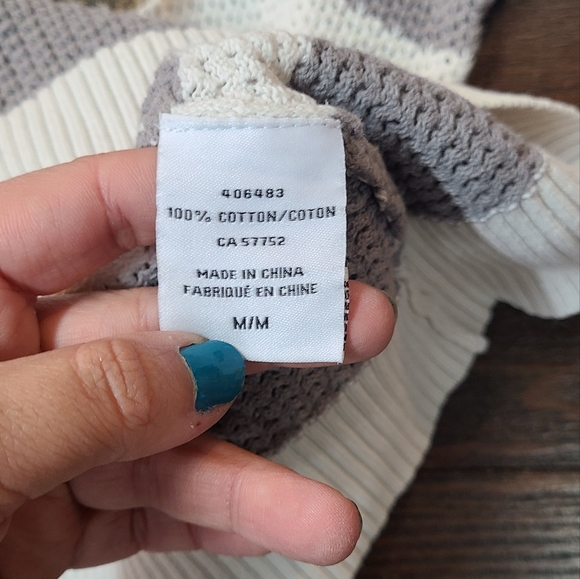 406483
100% COTTON/COTON
CA 57752
MADE IN CHINA
FABRIQUÉ EN CHINE
M/M